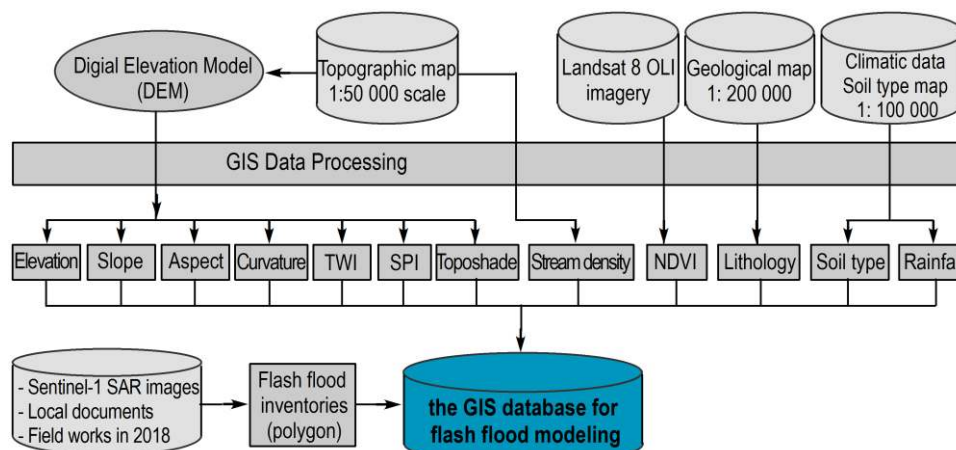 Digial Elevation Model
(DEM)
Topographic map
1:50 000 scale
Landsat 8 OLI
imagery
Geological map
1: 200 000
Climatic data
Soil type map
1: 100 000
GIS Data Processing
Elevation
Slope
Aspect
Curvature
TWI
SPI
Toposhade
Stream density
NDVI
Lithology
Soil type
Rainfa
- Sentinel-1 SAR images
- Local documents
- Field works in 2018
Flash flood
inventories
(polygon)
the GIS database for
flash flood modeling